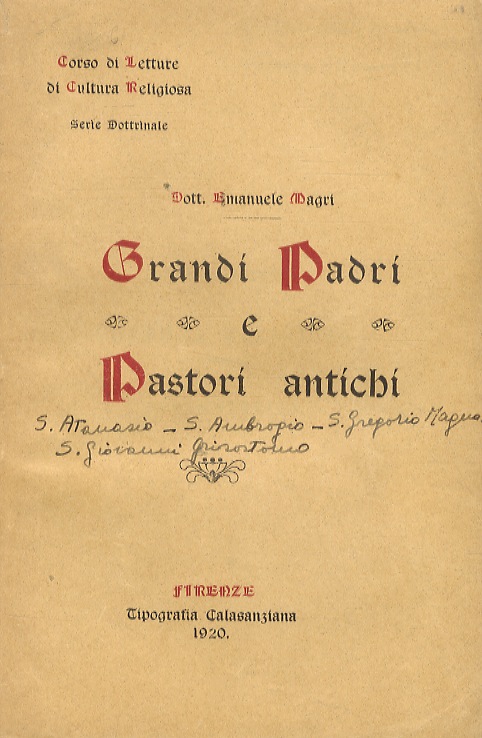 Corso di Letture
di Cultura Religiosa
Serie Dottrinale
Dott. Emanuele Magri
Grandi Padri
e
Pastori antichi
S. Atanasio – S. Ambrogio – S. Gregorio Magno.
S. Giovanni Grisostomo
FIRENZE
Tipografia Calasanziana
1920.